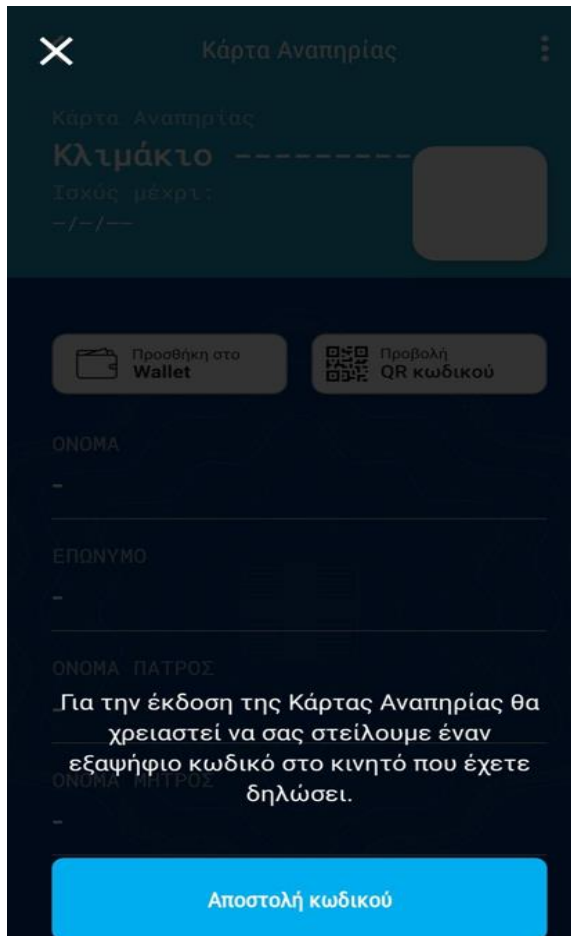 Κάρτα Αναπηρίας
Κάρτα Αναπηρίας
Κλιμάκιο ---------
Ισχύς μέχρι:
-/-/--
Προσθήκη στο
Wallet
Προβολή
QR κωδικού
ΟΝΟΜΑ
-
ΕΠΩΝΥΜΟ
-
ΟΝΟΜΑ ΠΑΤΡΟΣ
-
Για την έκδοση της Κάρτας Αναπηρίας θα
χρειαστεί να σας στείλουμε έναν
εξαψήφιο κωδικό στο κινητό που έχετε
δηλώσει.
ΟΝΟΜΑ ΜΗΤΡΟΣ
-
Αποστολή κωδικού